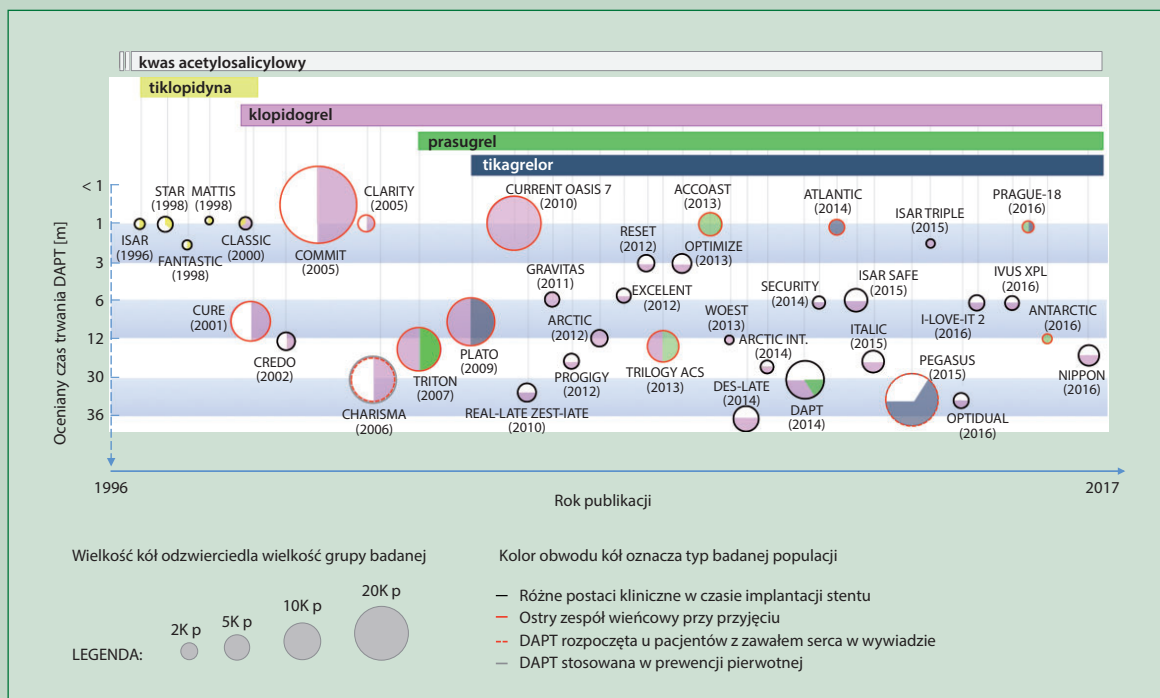 kwas acetylosalicylowy
tiklopidyna
klopidogrel
prasugrel
tikagrelor
Oceniany czas trwania DAPT [m]
< 1
1
3
6
12
30
36
ISAR
(1996)
STAR
(1998)
MATTIS
(1998)
FANTASTIC
(1998)
CLASSIC
(2000)
COMMIT
(2005)
CLARITY
(2005)
CURRENT OASIS 7
(2010)
ACCOAST
(2013)
ATLANTIC
(2014)
ISAR TRIPLE
(2015)
PRAGUE-18
(2016)
RESET
(2012)
OPTIMIZE
(2013)
GRAVITAS
(2011)
EXCELENT
(2012)
SECURITY
(2014)
ISAR SAFE
(2015)
IVUS XPL
(2016)
I-LOVE-IT 2
(2016)
ANTARCTIC
(2016)
CURE
(2001)
CREDO
(2002)
CHARISMA
(2006)
TRITON
(2007)
PLATO
(2009)
REAL-LATE ZEST-lATE
(2010)
ARCTIC
(2012)
PROGIGY
(2012)
TRILOGY ACS
(2013)
WOEST
(2013)
ARCTIC INT.
(2014)
DES-LATE
(2014)
DAPT
(2014)
ITALIC
(2015)
PEGASUS
(2015)
OPTIDUAL
(2016)
NIPPON
(2016)
1996
Rok publikacji
2017
Wielkość kół odzwierciedla wielkość grupy badanej
LEGENDA:
2K p
5K p
10K p
20K p
Kolor obwodu kół oznacza typ badanej populacji
Różne postaci kliniczne w czasie implantacji stentu
Ostry zespół wieńcowy przy przyjęciu
DAPT rozpoczęta u pacjentów z zawałem serca w wywiadzie
DAPT stosowana w prewencji pierwotnej